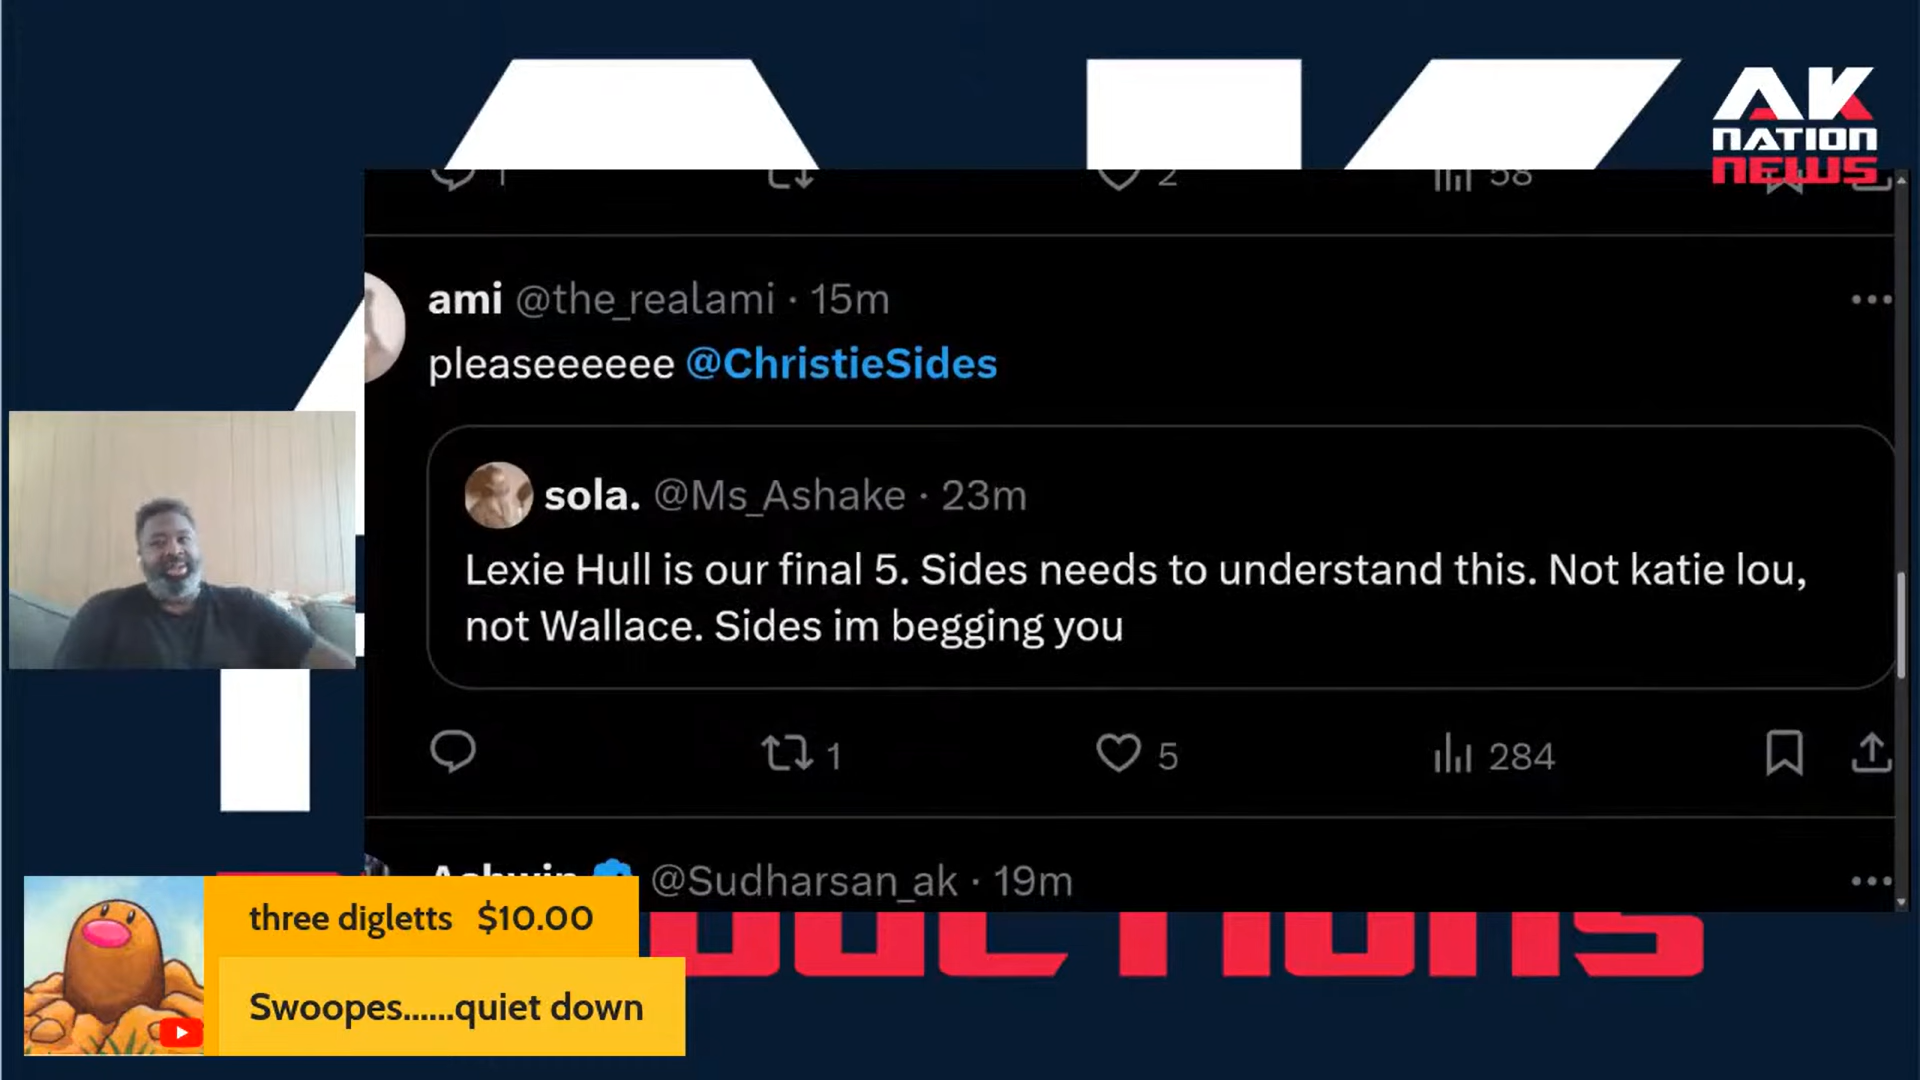 AK
NATION
NEWS
1
2
58
ami @the_realami · 15m
pleaseeeeee @ChristieSides
sola. @Ms_Ashake · 23m
Lexie Hull is our final 5. Sides needs to understand this. Not katie lou,
not Wallace. Sides im begging you
1
5
284
Ashwin @Sudharsan_ak · 19m
three digletts $10.00
Swoopes......quiet down